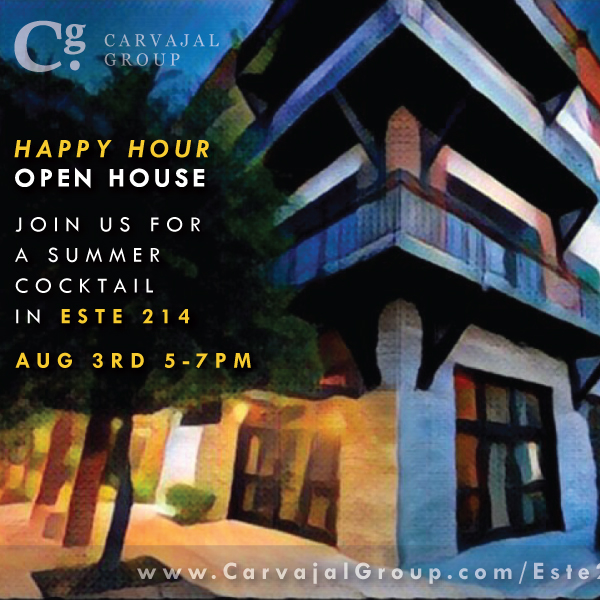 Cg.
CARVAJAL
GROUP
HAPPY HOUR
OPEN HOUSE
JOIN US FOR
A SUMMER
COCKTAIL
IN ESTE 214
AUG 3RD 5-7PM
www.CarvajalGroup.com/Este2